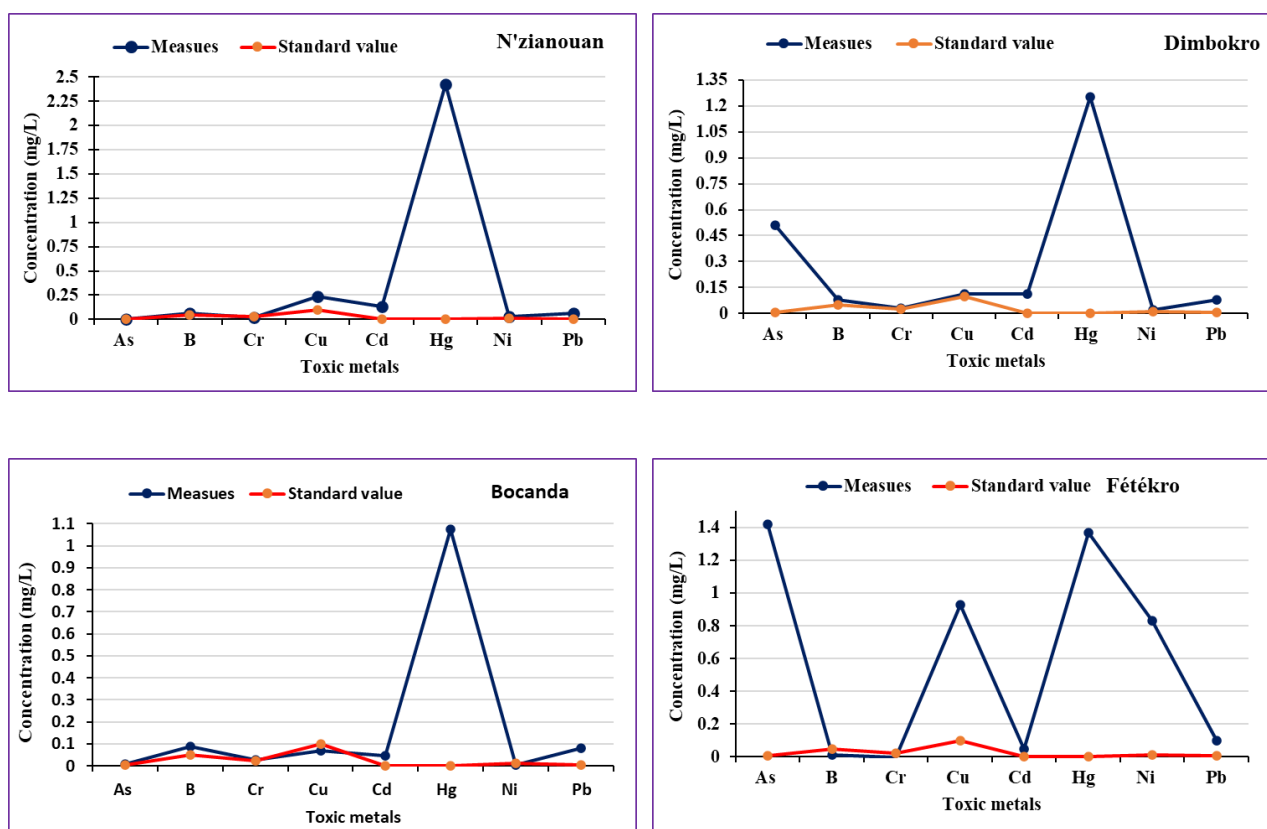 Measues Standard value N'zianouan
Concentration (mg/L)
2.5
2.25
2
1.75
1.5
1.25
1
0.75
0.5
0.25
0
As B Cr Cu Cd Hg Ni Pb
Toxic metals
Measues Standard value Dimbokro
Concentration (mg/L)
1.35
1.2
1.05
0.9
0.75
0.6
0.45
0.3
0.15
0
As B Cr Cu Cd Hg Ni Pb
Toxic metals
Measues Standard value Bocanda
Concentration (mg/L)
1.1
1
0.9
0.8
0.7
0.6
0.5
0.4
0.3
0.2
0.1
0
As B Cr Cu Cd Hg Ni Pb
Toxic metals
Measues Standard value Fétékro
Concentration (mg/L)
1.4
1.2
1
0.8
0.6
0.4
0.2
0
As B Cr Cu Cd Hg Ni Pb
Toxic metals